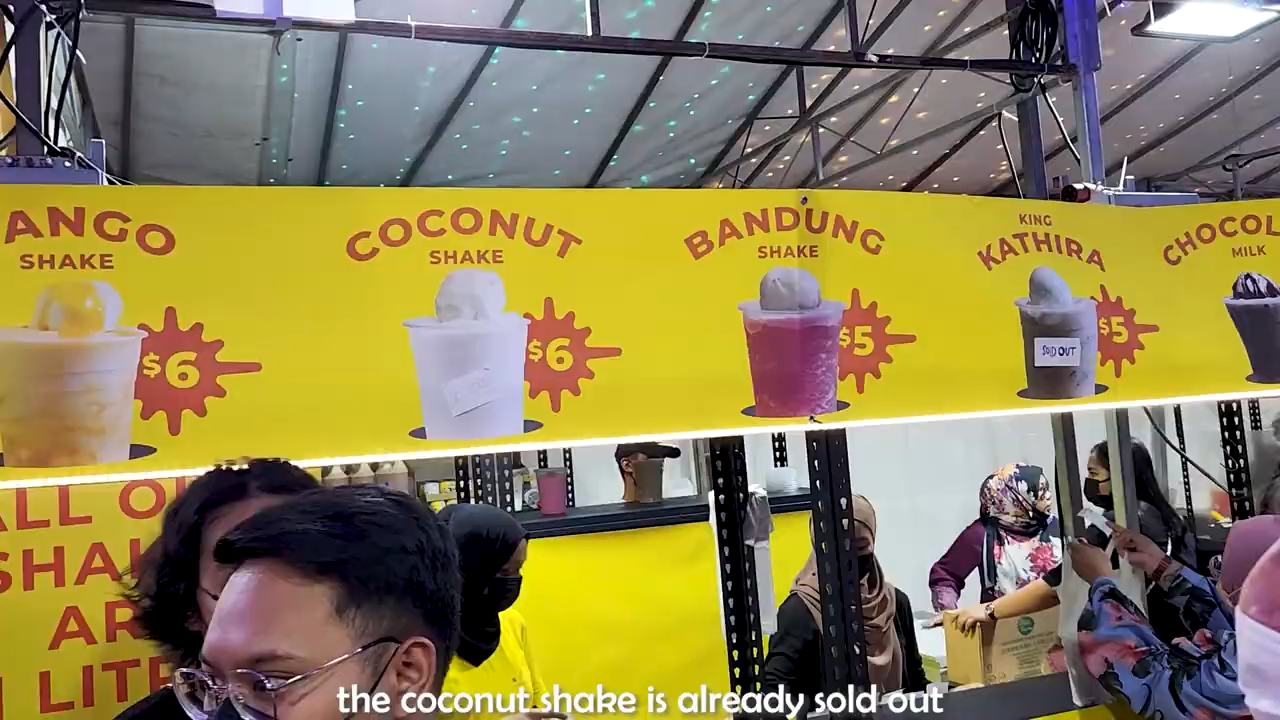 ANGO
SHAKE
$6
COCONUT
SHAKE
$6
BANDUNG
SHAKE
$5
KING
KATHIRA
$5
SOLD OUT
CHOCOL
MILK
ALL O
SHA
AR
LITR
the coconut shake is already sold out